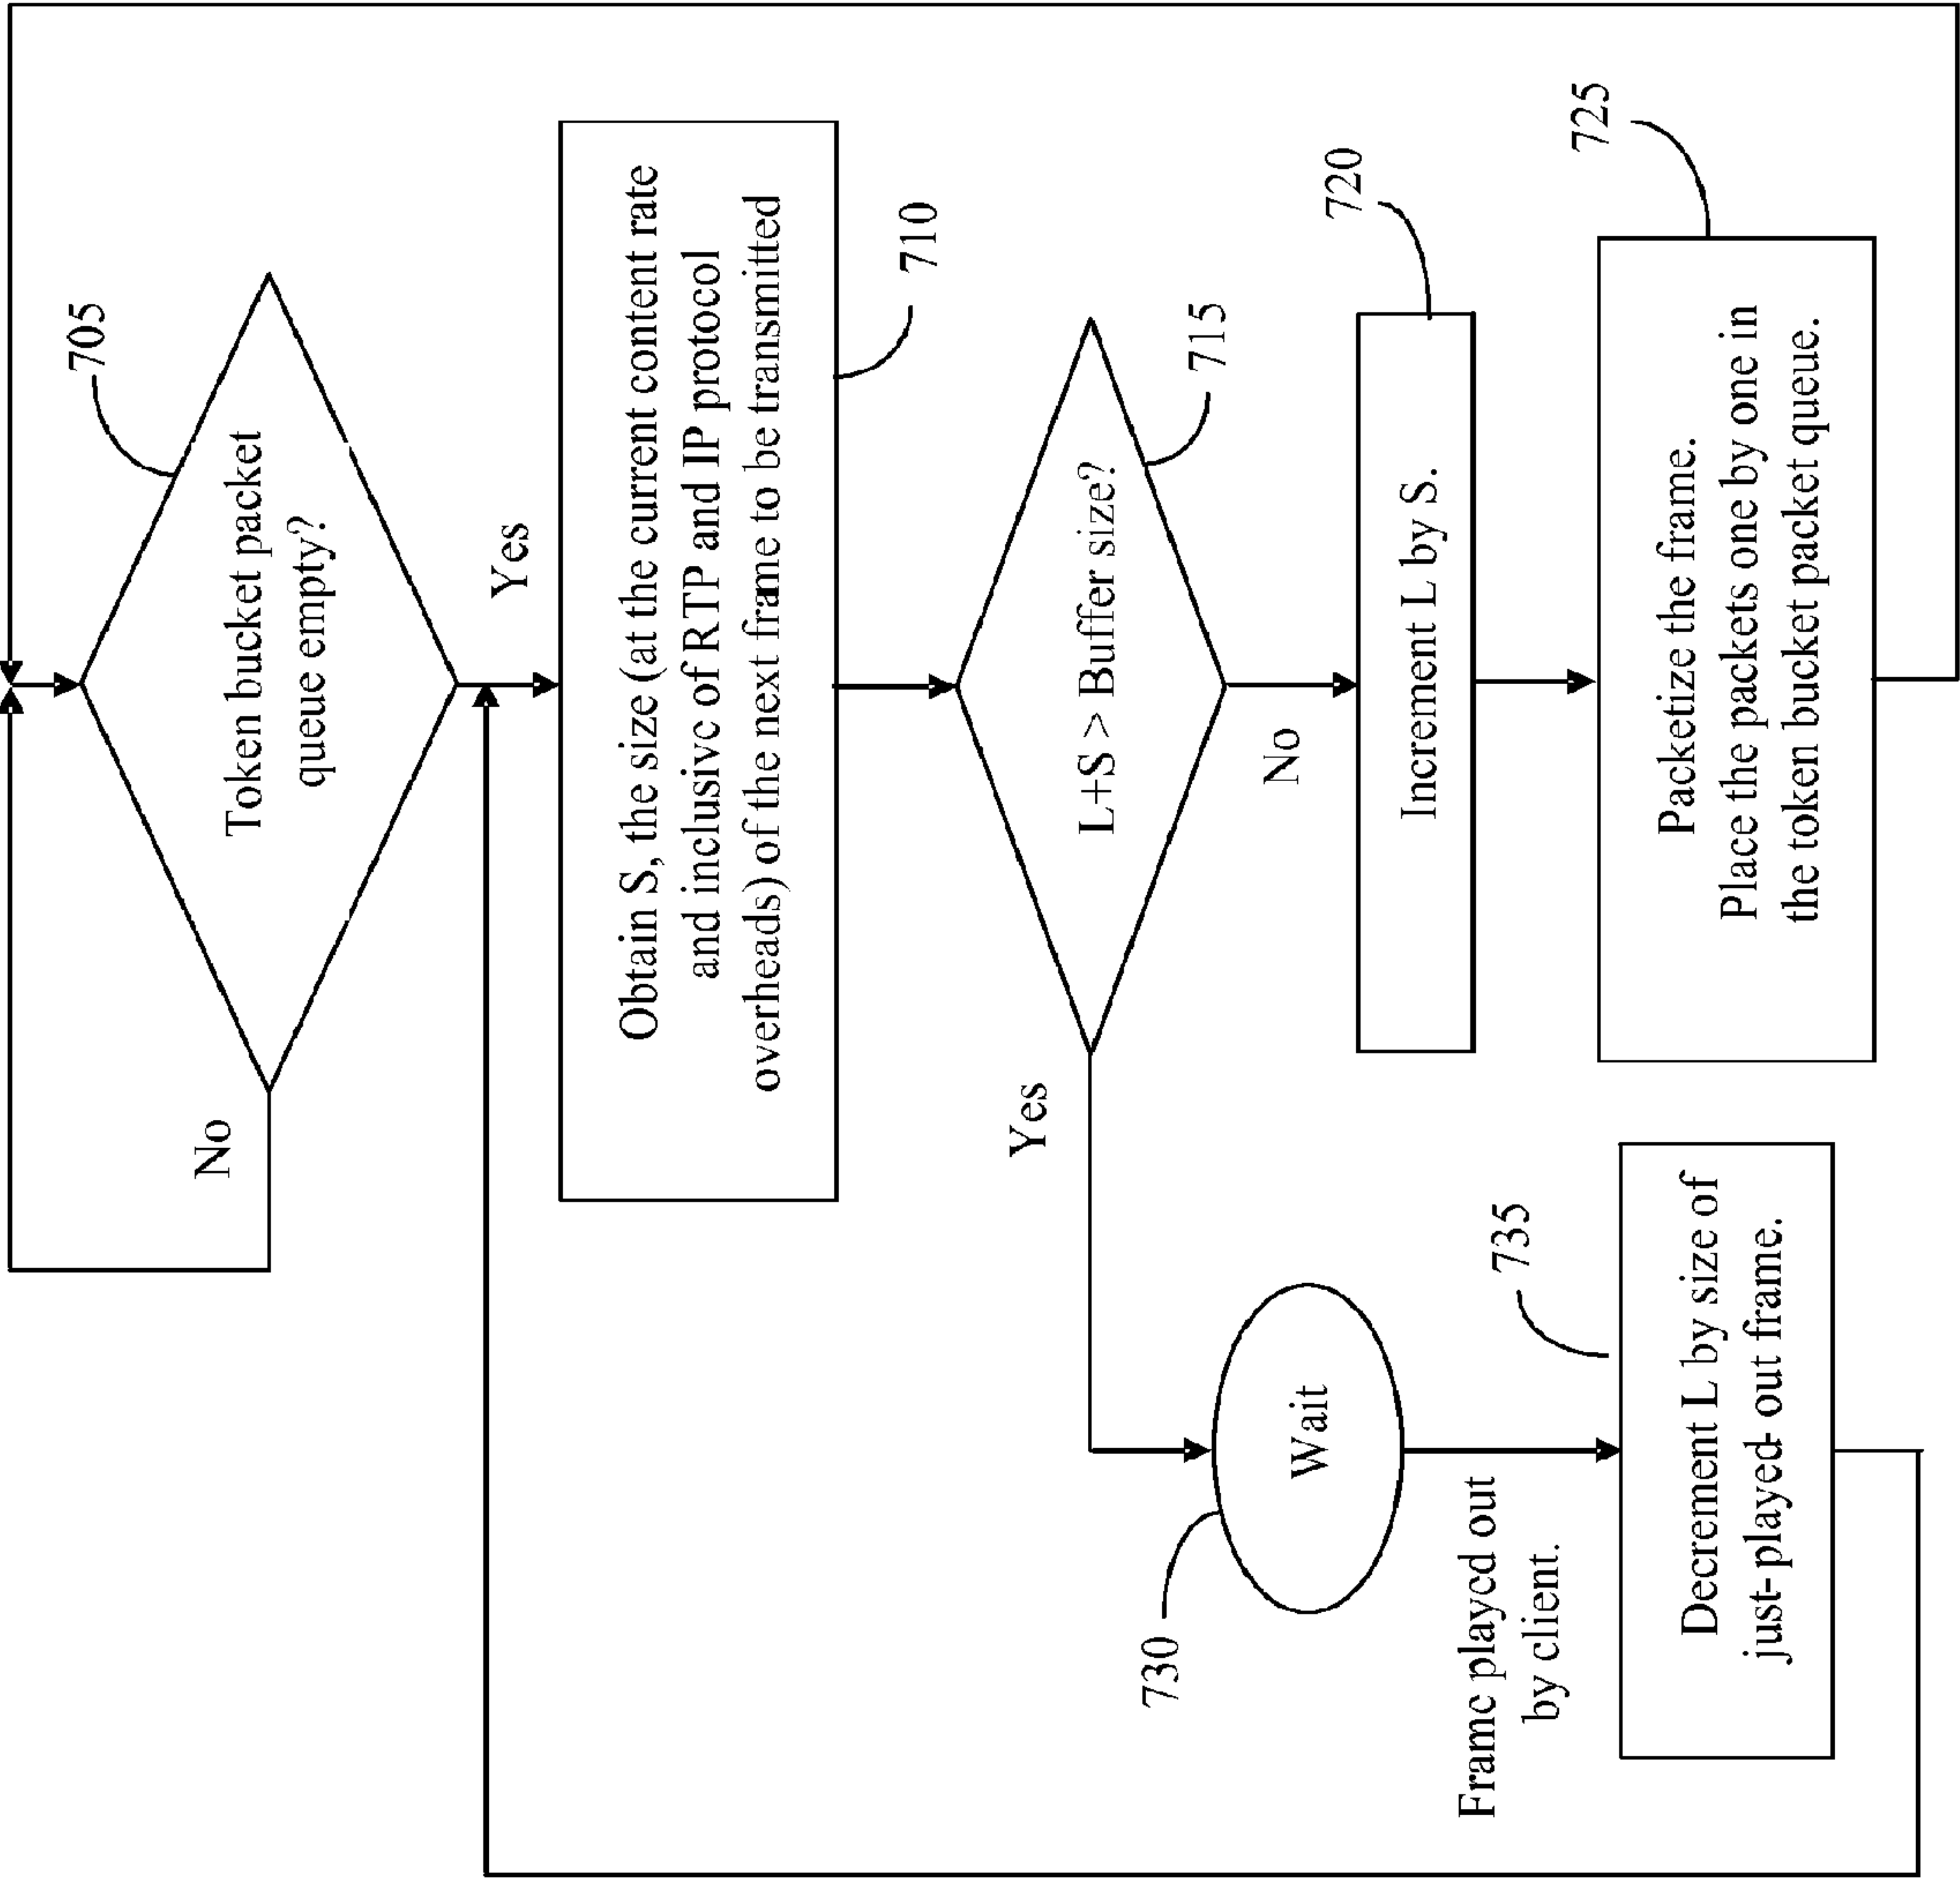 705
Token bucket packet
queue empty?
No
Yes
Obtain S, the size (at the current content rate
and inclusive of RTP and IP protocol
overheads) of the next frame to be transmitted
710
L+S > Buffer size?
715
Yes
No
720
Increment L by S.
725
Packetize the frame.
Place the packets one by one in
the token bucket packet queue.
730
Wait
Frame played out
by client.
735
Decrement L by size of
just-played- out frame.